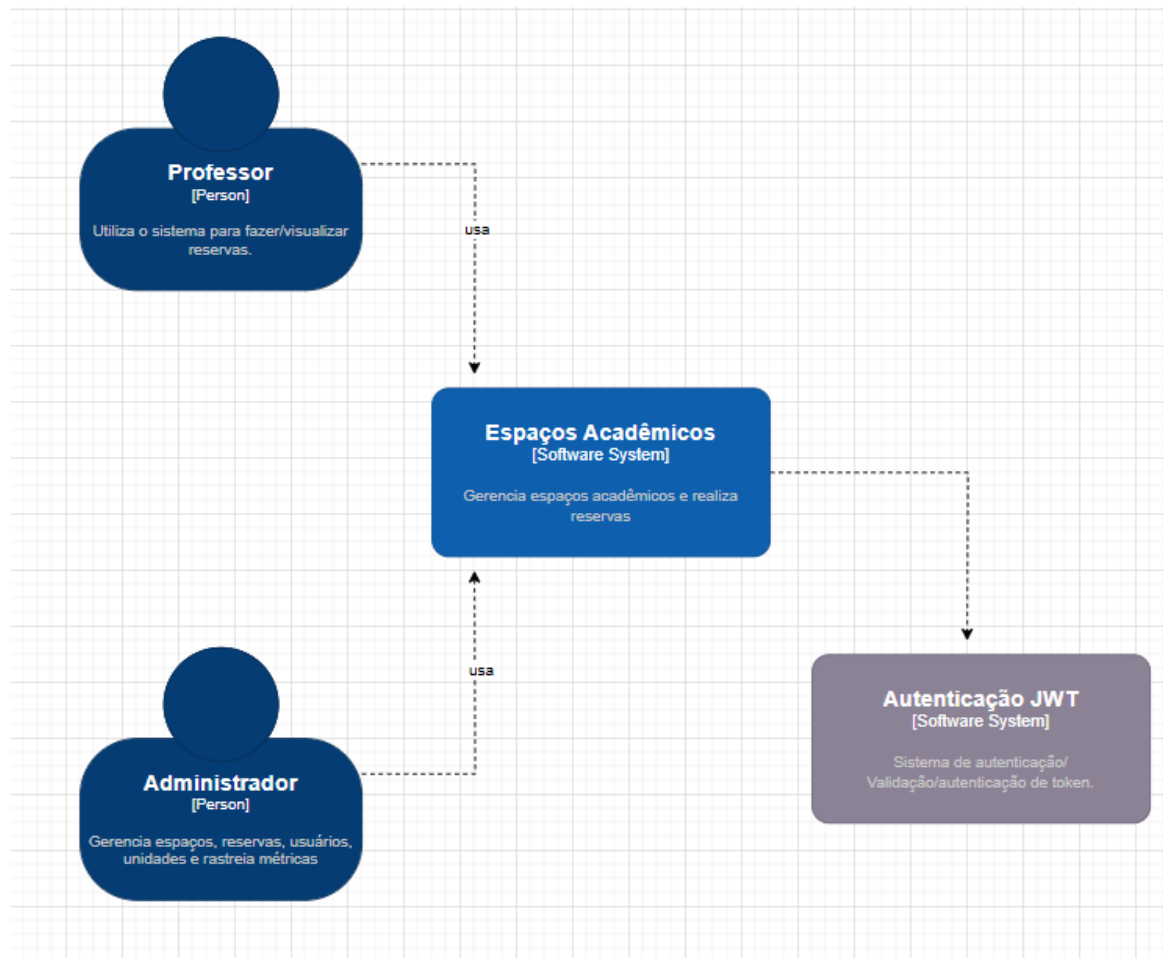 Professor
[Person]
Utiliza o sistema para fazer/visualizar
reservas.
usa
Espaços Acadêmicos
[Software System]
Gerencia espaços acadêmicos e realiza
reservas
usa
Autenticação JWT
[Software System]
Sistema de autenticação/
Validação/autenticação de token.
Administrador
[Person]
Gerencia espaços, reservas, usuários,
unidades e rastreia métricas